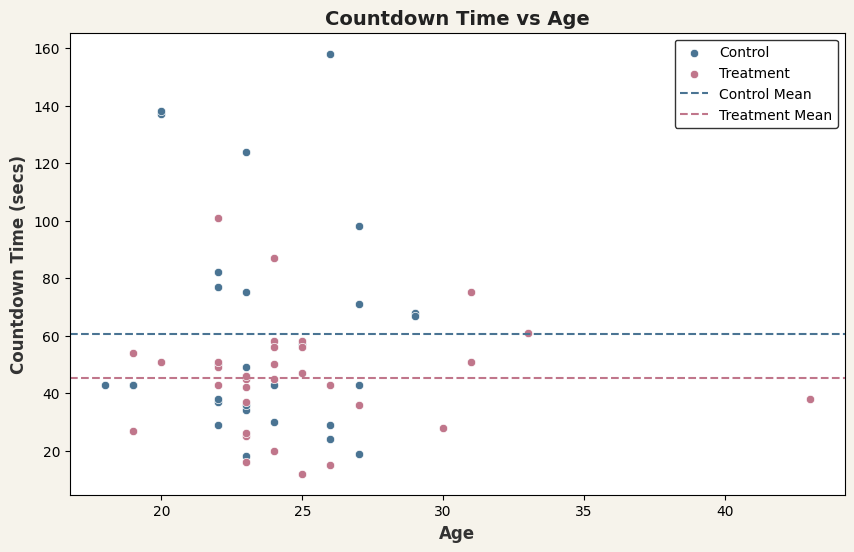 Countdown Time vs Age
Control
Treatment
Control Mean
Treatment Mean
Countdown Time (secs)
160
140
120
100
80
60
40
20
20 25 30 35 40
Age